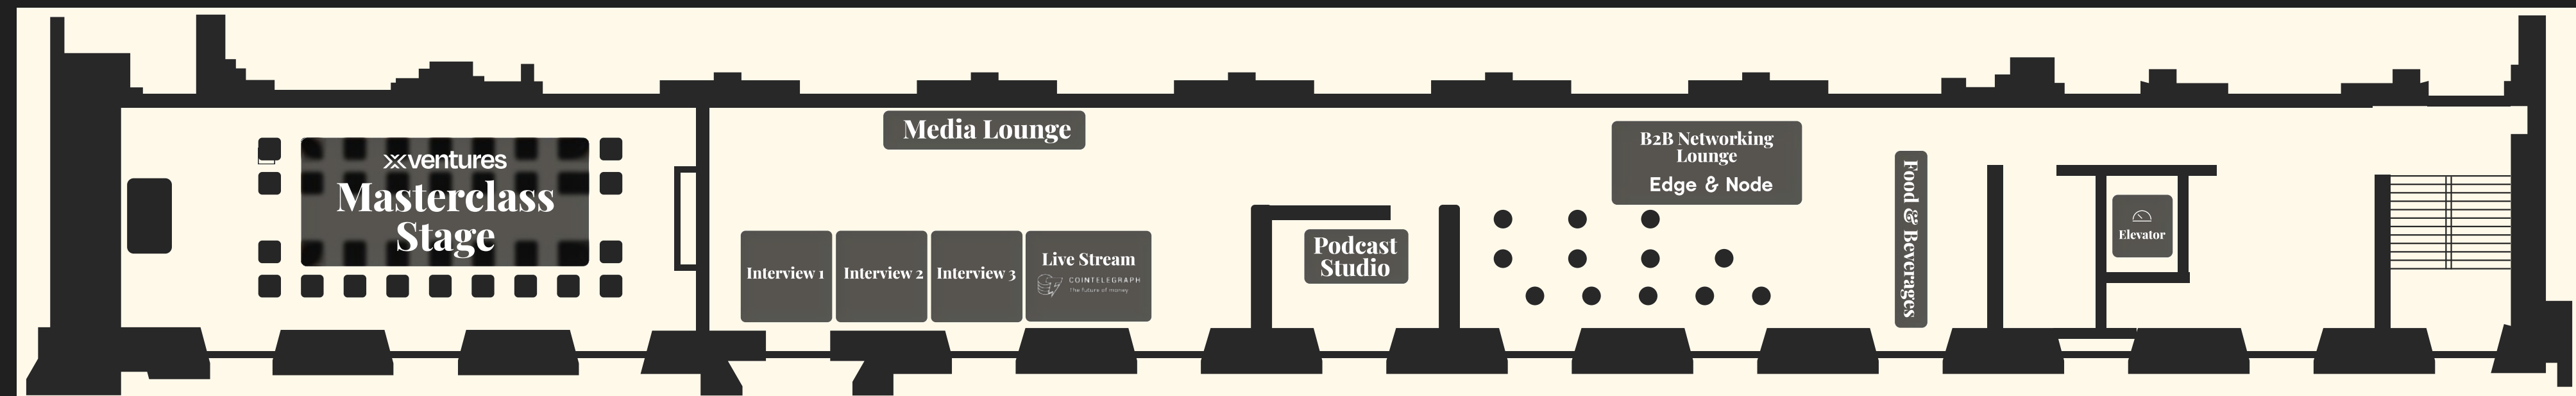 xventures
Masterclass
Stage
Media Lounge
Interview 1
Interview 2
Interview 3
Live Stream
COINTELEGRAPH
The future of money
Podcast
Studio
B2B Networking
Lounge
Edge & Node
Food & Beverages
Elevator